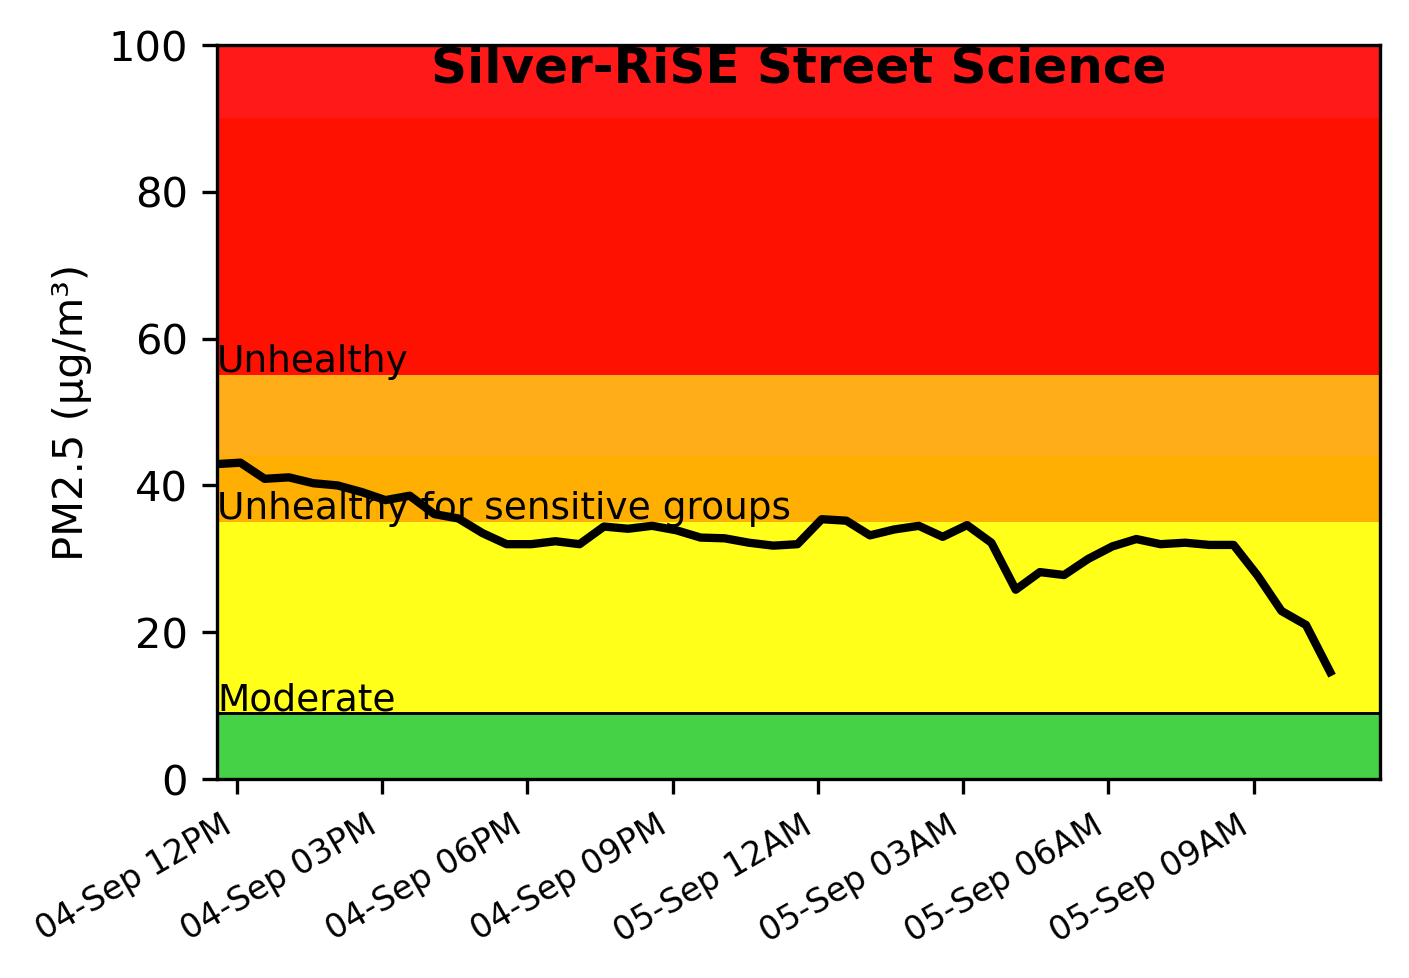 Silver-RiSE Street Science
100
80
60
40
20
0
PM2.5 (µg/m³)
Unhealthy
Unhealthy for sensitive groups
Moderate
04-Sep 12PM
04-Sep 03PM
04-Sep 06PM
04-Sep 09PM
05-Sep 12AM
05-Sep 03AM
05-Sep 06AM
05-Sep 09AM